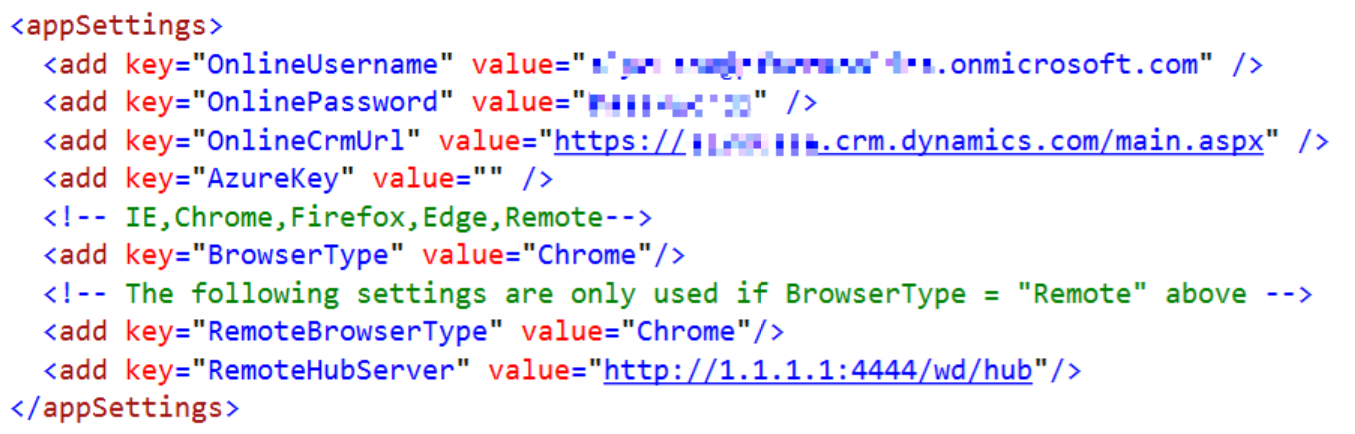 <appSettings>
<add key="OnlineUsername" value=" .onmicrosoft.com" />
<add key="OnlinePassword" value="" />
<add key="OnlineCrmUrl" value="https:// .crm.dynamics.com/main.aspx" />
<add key="AzureKey" value="" />
<!-- IE,Chrome,Firefox,Edge,Remote-->
<add key="BrowserType" value="Chrome"/>
<!-- The following settings are only used if BrowserType = "Remote" above -->
<add key="RemoteBrowserType" value="Chrome"/>
<add key="RemoteHubServer" value="http://1.1.1.1:4444/wd/hub"/>
</appSettings>